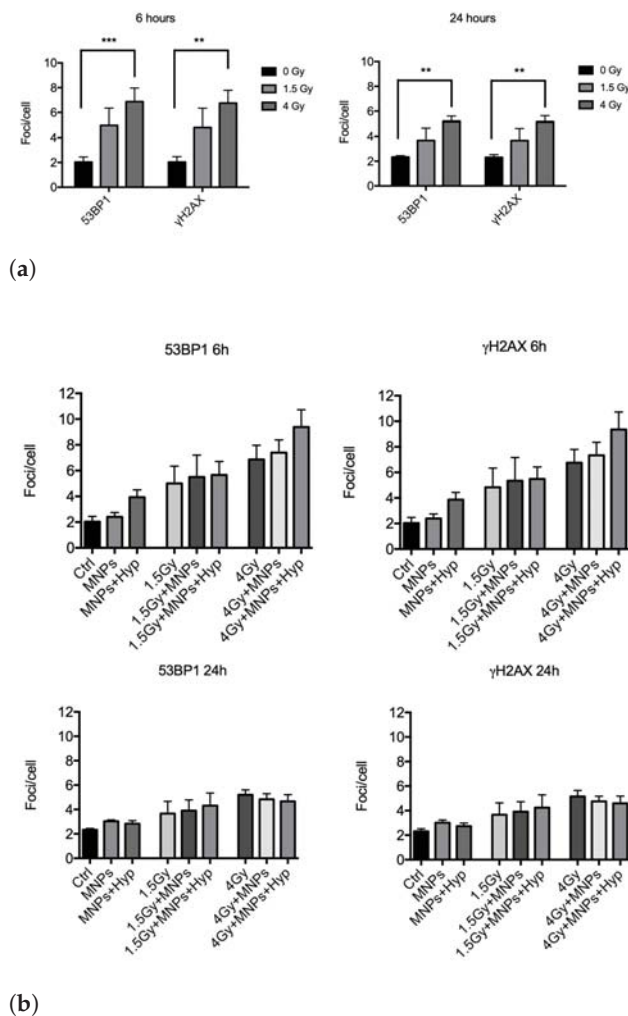 6 hours
24 hours
Foci/cell
10
8
6
4
2
0
***
**
0 Gy
1.5 Gy
4 Gy
53BP1
γH2AX
Foci/cell
10
8
6
4
2
0
**
**
0 Gy
1.5 Gy
4 Gy
53BP1
γH2AX
(a)
53BP1 6h
Foci/cell
12
10
8
6
4
2
0
Ctrl
MNPs
MNPs+Hyp
1.5Gy
1.5Gy+MNPs
1.5Gy+MNPs+Hyp
4Gy
4Gy+MNPs
4Gy+MNPs+Hyp
γH2AX 6h
Foci/cell
12
10
8
6
4
2
0
Ctrl
MNPs
MNPs+Hyp
1.5Gy
1.5Gy+MNPs
1.5Gy+MNPs+Hyp
4Gy
4Gy+MNPs
4Gy+MNPs+Hyp
53BP1 24h
Foci/cell
12
10
8
6
4
2
0
Ctrl
MNPs
MNPs+Hyp
1.5Gy
1.5Gy+MNPs
1.5Gy+MNPs+Hyp
4Gy
4Gy+MNPs
4Gy+MNPs+Hyp
γH2AX 24h
Foci/cell
12
10
8
6
4
2
0
Ctrl
MNPs
MNPs+Hyp
1.5Gy
1.5Gy+MNPs
1.5Gy+MNPs+Hyp
4Gy
4Gy+MNPs
4Gy+MNPs+Hyp
(b)